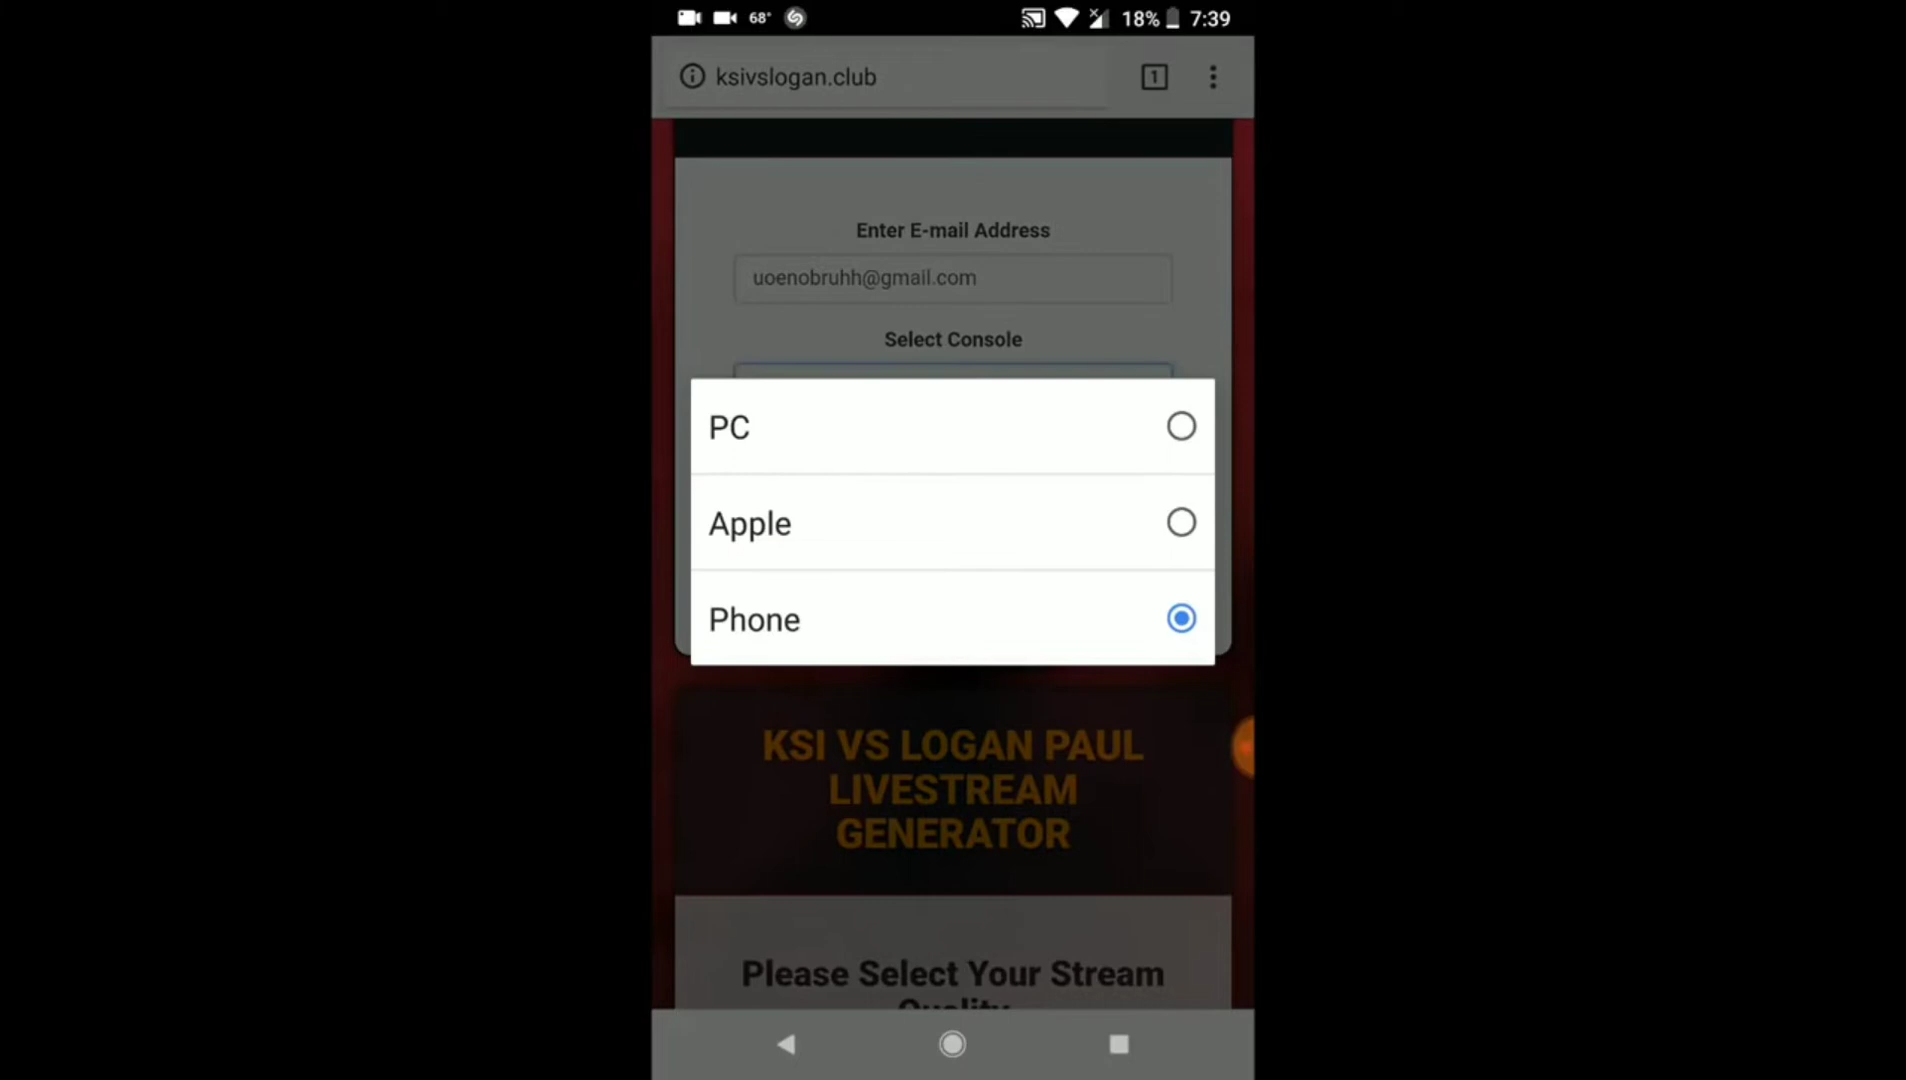 68° 18% 7:39
ksivslogan.club 1
Enter E-mail Address
uoenobruhh@gmail.com
Select Console
PC
Apple
Phone
KSI VS LOGAN PAUL
LIVESTREAM
GENERATOR
Please Select Your Stream
Quality